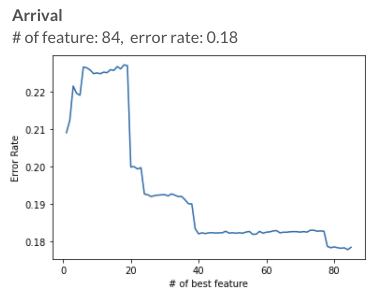 Arrival
# of feature: 84, error rate: 0.18
0.22
0.21
0.20
0.19
0.18
Error Rate
0 20 40 60 80
# of best feature